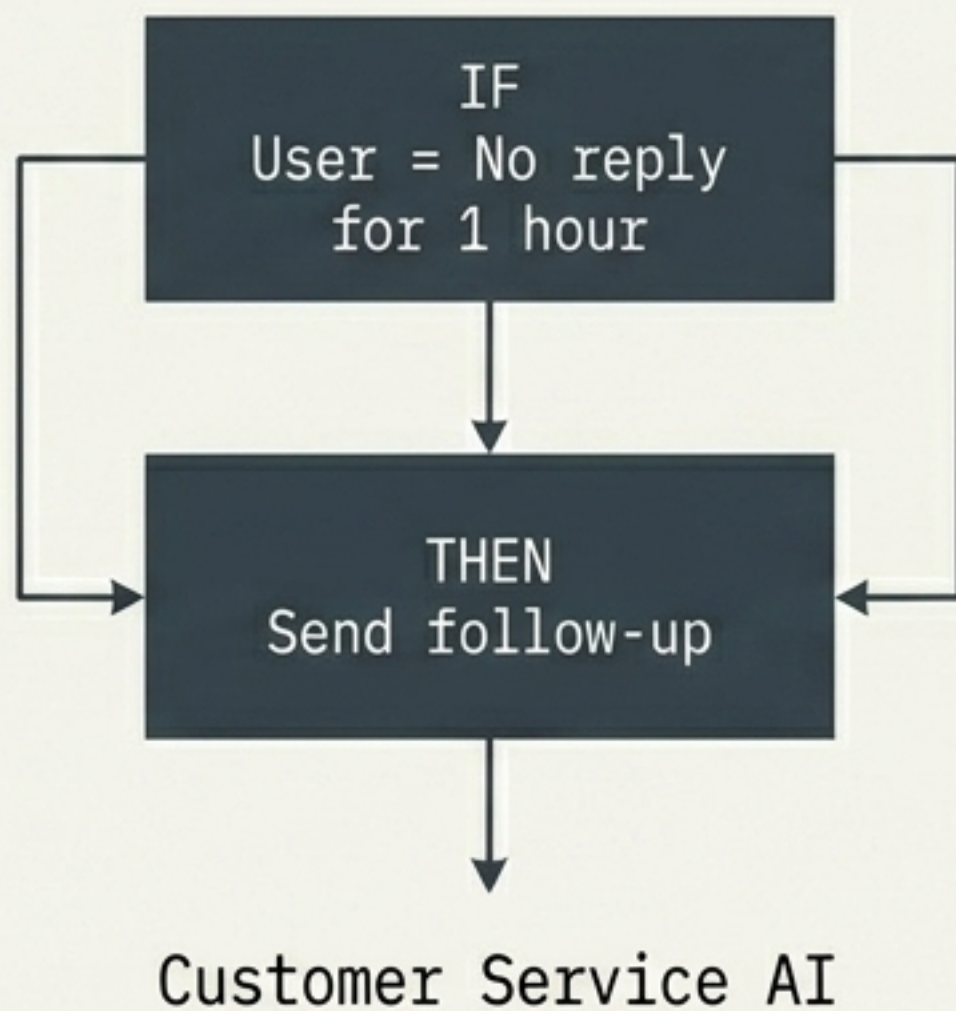 IF
User = No reply
for 1 hour
THEN
Send follow-up
Customer Service AI